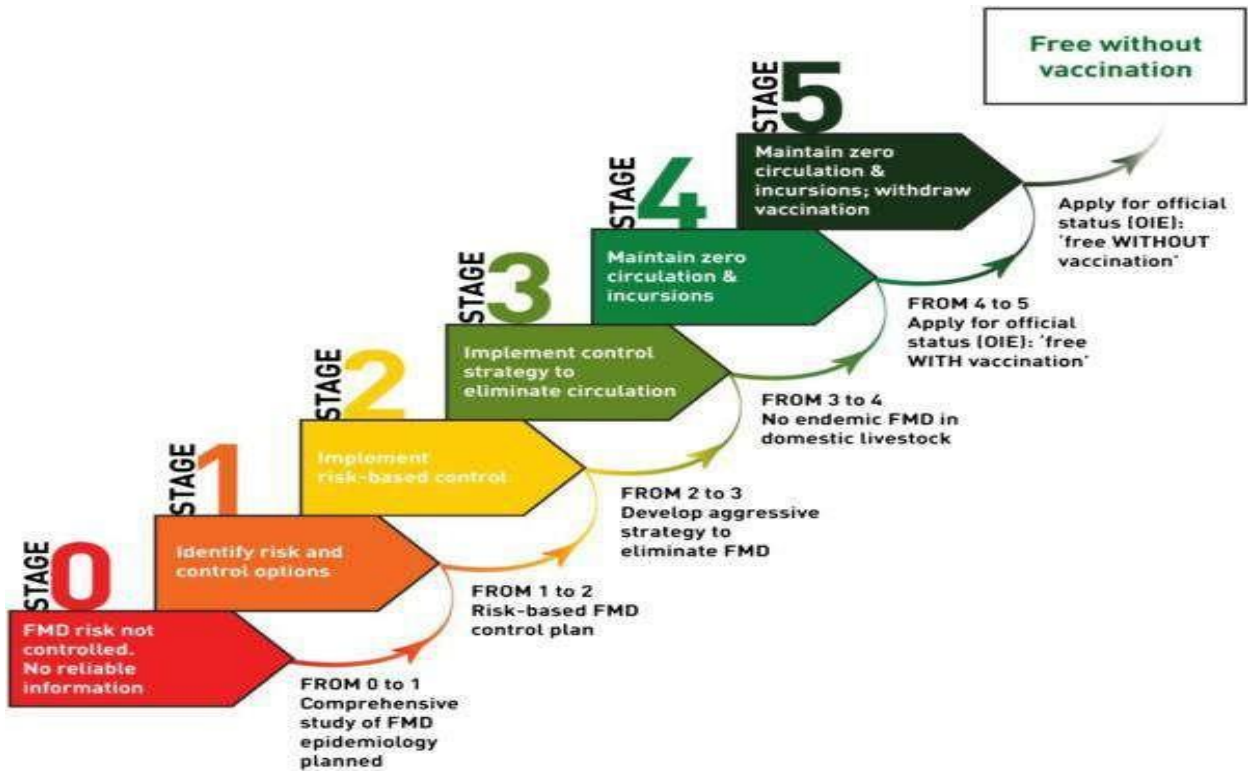 STAGE 0
FMD risk not
controlled.
No reliable
information
FROM 0 to 1
Comprehensive
study of FMD
epidemiology
planned
STAGE 1
Identify risk and
control options
FROM 1 to 2
Risk-based FMD
control plan
STAGE 2
Implement
risk-based control
FROM 2 to 3
Develop aggressive
strategy to
eliminate FMD
STAGE 3
Implement control
strategy to
eliminate circulation
FROM 3 to 4
No endemic FMD in
domestic livestock
STAGE 4
Maintain zero
circulation &
incursions
FROM 4 to 5
Apply for official
status (OIE): 'free
WITH vaccination'
STAGE 5
Maintain zero
circulation &
incursions; withdraw
vaccination
Apply for official
status (OIE):
'free WITHOUT
vaccination'
Free without
vaccination